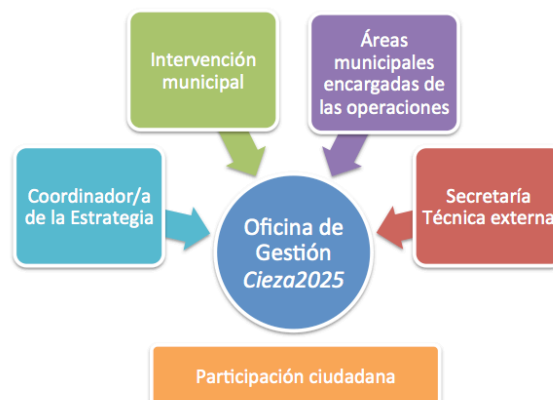 Intervención
municipal
Áreas
municipales
encargadas de
las operaciones
Coordinador/a
de la Estrategia
Oficina de
Gestión
Cieza2025
Secretaría
Técnica externa
Participación ciudadana